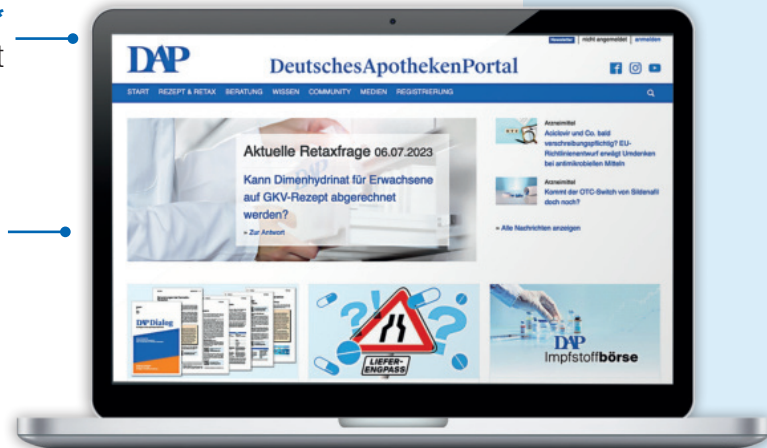 *
t
Newsletter | nicht angemeldet | anmelden
DAP
DeutschesApothekenPortal
START REZEPT & RETAX BERATUNG WISSEN COMMUNITY MEDIEN REGISTRIERUNG
Aktuelle Retaxfrage 06.07.2023
Kann Dimenhydrinat für Erwachsene
auf GKV-Rezept abgerechnet
werden?
» Zur Antwort
Arzneimittel
Aciclovir und Co. bald
verschreibungspflichtig? EU-
Richtlinienentwurf erwägt Umdenken
bei antimikrobiellen Mitteln
Arzneimittel
Kommt der OTC-Switch von Sildenafil
doch noch?
» Alle Nachrichten anzeigen
DAP Dialog
LIEFER-
ENGPASS
DAP
Impfstoffbörse